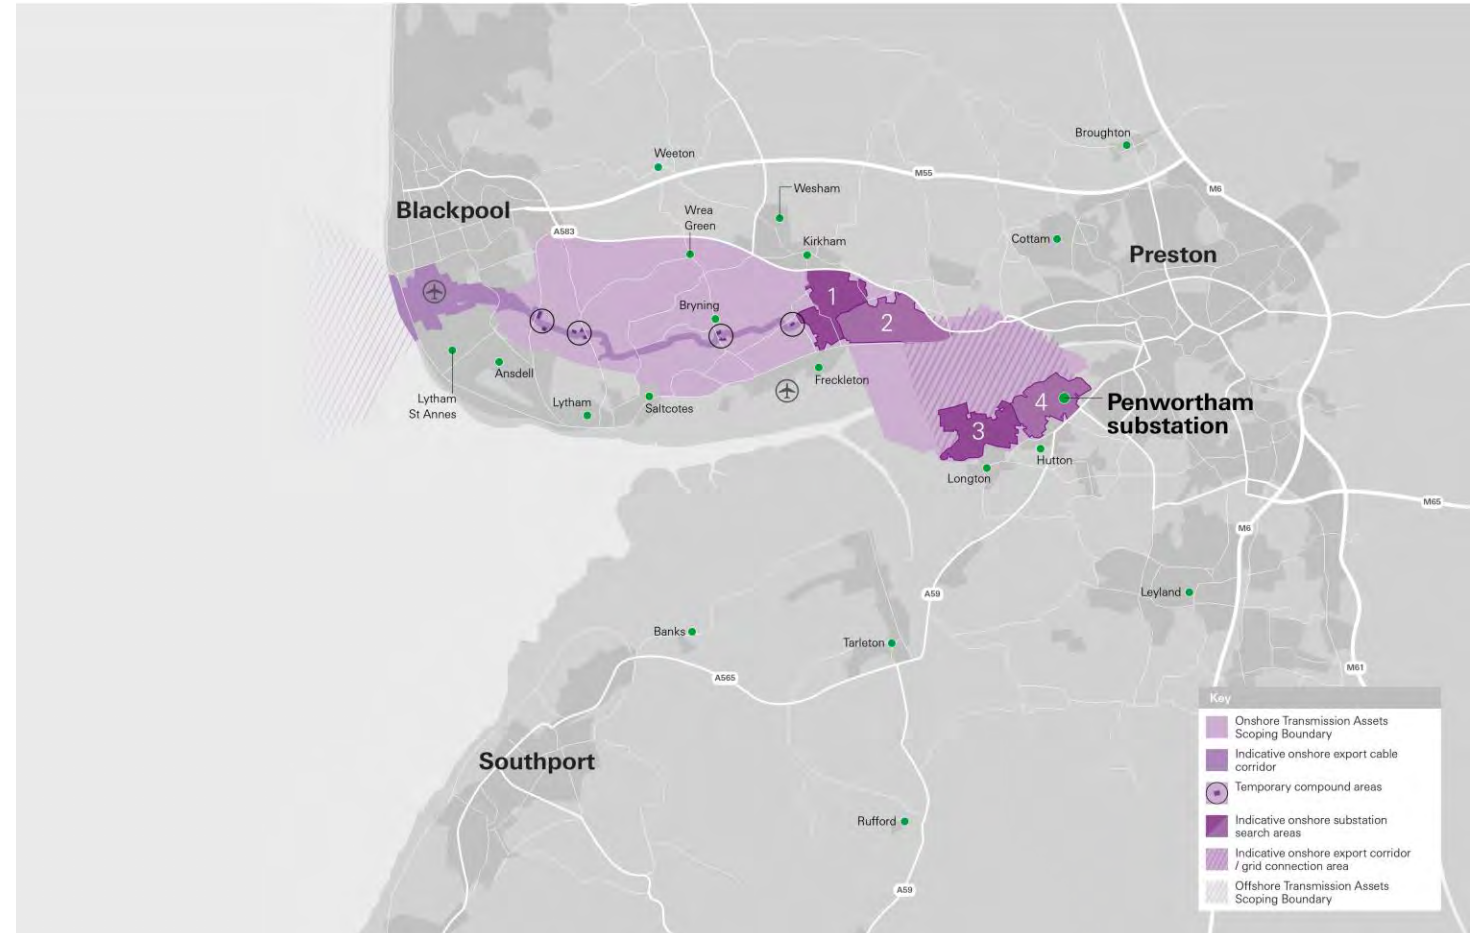 Broughton
Weeton
M55
Wesham
M6
Blackpool
Wrea
Green
A583
Kirkham
Cottam
Preston
1
Bryning
2
Ansdell
Freckleton
Lytham
St Annes
Lytham
Saltcotes
4
Penwortham
substation
3
Hutton
Longton
M65
M6
A59
Leyland
Banks
Tarleton
A565
M61
Key
Onshore Transmission Assets
Scoping Boundary
Indicative onshore export cable
corridor
Temporary compound areas
Indicative onshore substation
search areas
Indicative onshore export corridor
/ grid connection area
Offshore Transmission Assets
Scoping Boundary
Southport
Rufford
A59